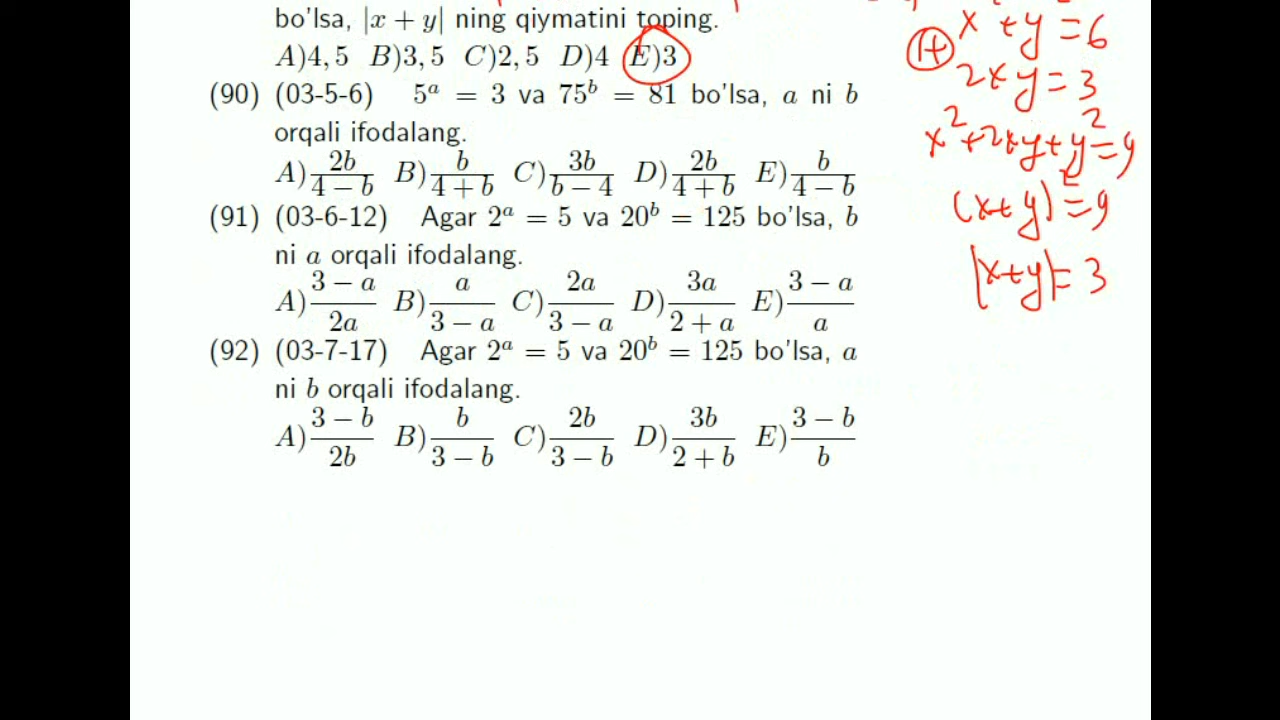 bo'lsa, |x + y| ning qiymatini toping.
A)4, 5 B)3, 5 C)2, 5 D)4 E)3
(90) (03-5-6) 5^a = 3 va 75^b = 81 bo'lsa, a ni b
orqali ifodalang.
A) 2b/(4 − b) B) b/(4 + b) C) 3b/(b − 4) D) 2b/(4 + b) E) b/(4 − b)
(91) (03-6-12) Agar 2^a = 5 va 20^b = 125 bo'lsa, b
ni a orqali ifodalang.
A) (3 − a)/2a B) a/(3 − a) C) 2a/(3 − a) D) 3a/(2 + a) E) (3 − a)/a
(92) (03-7-17) Agar 2^a = 5 va 20^b = 125 bo'lsa, a
ni b orqali ifodalang.
A) (3 − b)/2b B) b/(3 − b) C) 2b/(3 − b) D) 3b/(2 + b) E) (3 − b)/b
x + y = 6
2xy = 3
x² + 2xy + y² = 9
(x+y)² = 9
|x+y| = 3